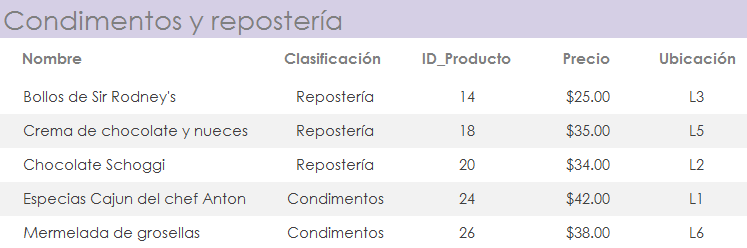 Condimentos y repostería
Nombre Clasificación ID_Producto Precio Ubicación
Bollos de Sir Rodney's Repostería 14 $25.00 L3
Crema de chocolate y nueces Repostería 18 $35.00 L5
Chocolate Schoggi Repostería 20 $34.00 L2
Especias Cajun del chef Anton Condimentos 24 $42.00 L1
Mermelada de grosellas Condimentos 26 $38.00 L6